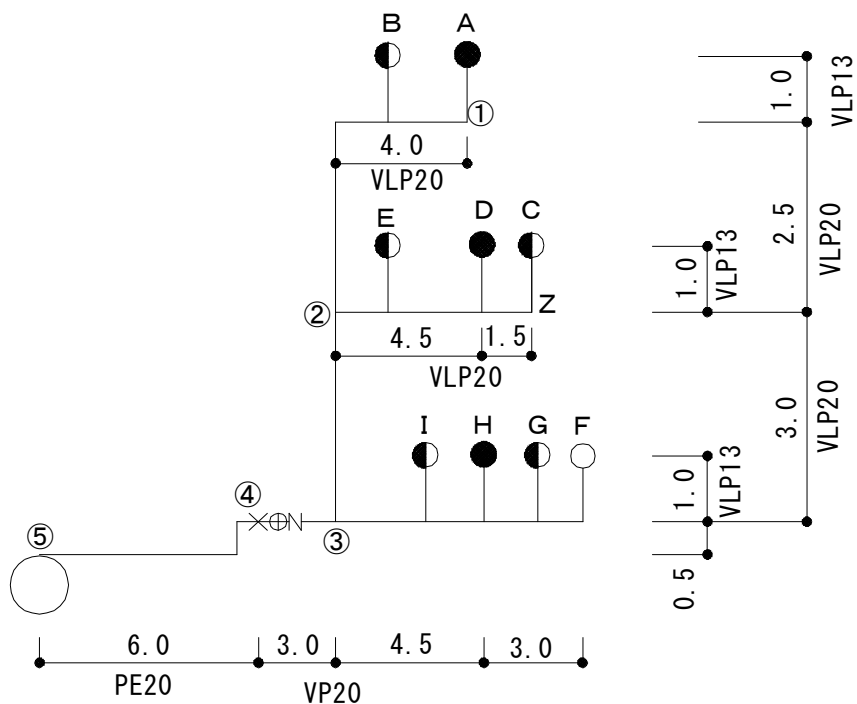 B A
①
4.0
VLP20
1.0
VLP13
E D C
② Z
4.5 1.5
VLP20
1.0
VLP13
2.5
VLP20
I H G F
④ N ③
⑤
1.0
VLP13
3.0
VLP20
0.5
6.0 3.0 4.5 3.0
PE20 VP20